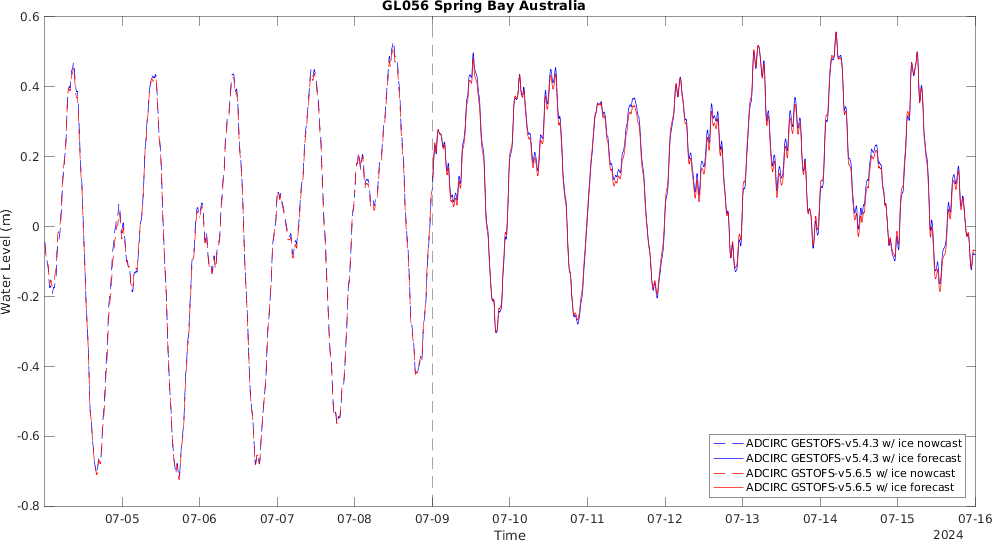 GL056 Spring Bay Australia
0.6
0.4
0.2
0
-0.2
-0.4
-0.6
-0.8
Water Level (m)
ADCIRC GESTOFS-v5.4.3 w/ ice nowcast
ADCIRC GESTOFS-v5.4.3 w/ ice forecast
ADCIRC GSTOFS-v5.6.5 w/ ice nowcast
ADCIRC GSTOFS-v5.6.5 w/ ice forecast
07-05 07-06 07-07 07-08 07-09 07-10 07-11 07-12 07-13 07-14 07-15 07-16
Time
2024